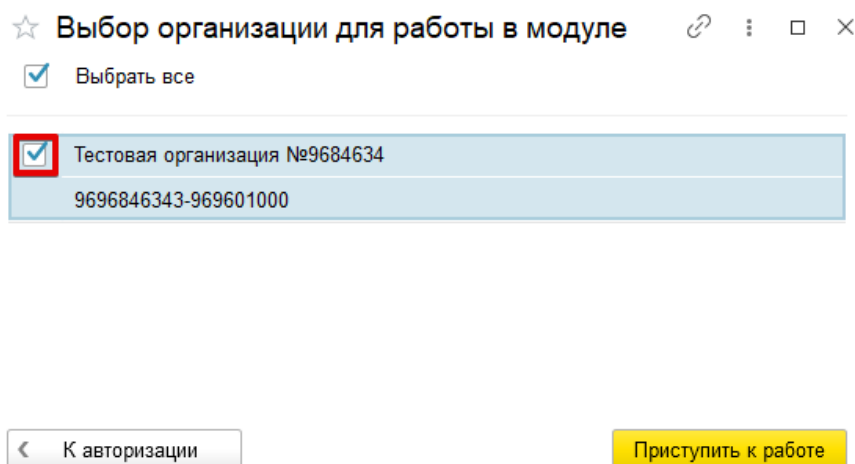 Выбор организации для работы в модуле
Выбрать все
Тестовая организация №9684634
9696846343-969601000
К авторизации
Приступить к работе